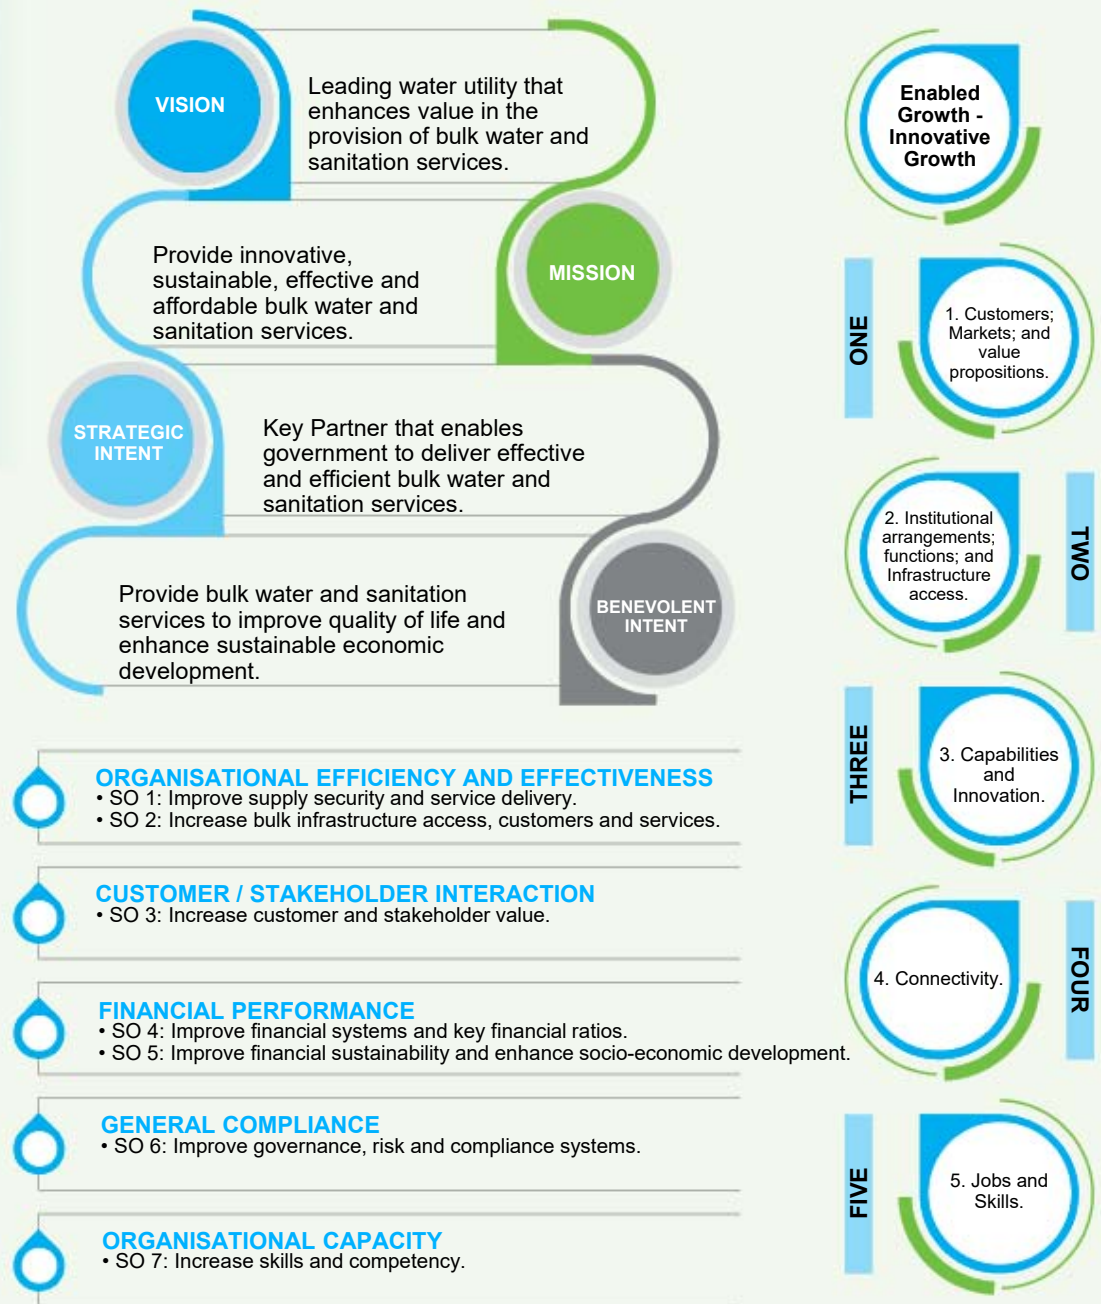 VISION
Leading water utility that
enhances value in the
provision of bulk water and
sanitation services.
MISSION
Provide innovative,
sustainable, effective and
affordable bulk water and
sanitation services.
STRATEGIC
INTENT
Key Partner that enables
government to deliver effective
and efficient bulk water and
sanitation services.
BENEVOLENT
INTENT
Provide bulk water and sanitation
services to improve quality of life and
enhance sustainable economic
development.
ORGANISATIONAL EFFICIENCY AND EFFECTIVENESS
• SO 1: Improve supply security and service delivery.
• SO 2: Increase bulk infrastructure access, customers and services.
CUSTOMER / STAKEHOLDER INTERACTION
• SO 3: Increase customer and stakeholder value.
FINANCIAL PERFORMANCE
• SO 4: Improve financial systems and key financial ratios.
• SO 5: Improve financial sustainability and enhance socio-economic development.
GENERAL COMPLIANCE
• SO 6: Improve governance, risk and compliance systems.
ORGANISATIONAL CAPACITY
• SO 7: Increase skills and competency.
Enabled
Growth -
Innovative
Growth
ONE
1. Customers;
Markets; and
value
propositions.
TWO
2. Institutional
arrangements;
functions; and
Infrastructure
access.
THREE
3. Capabilities
and
Innovation.
FOUR
4. Connectivity.
FIVE
5. Jobs and
Skills.